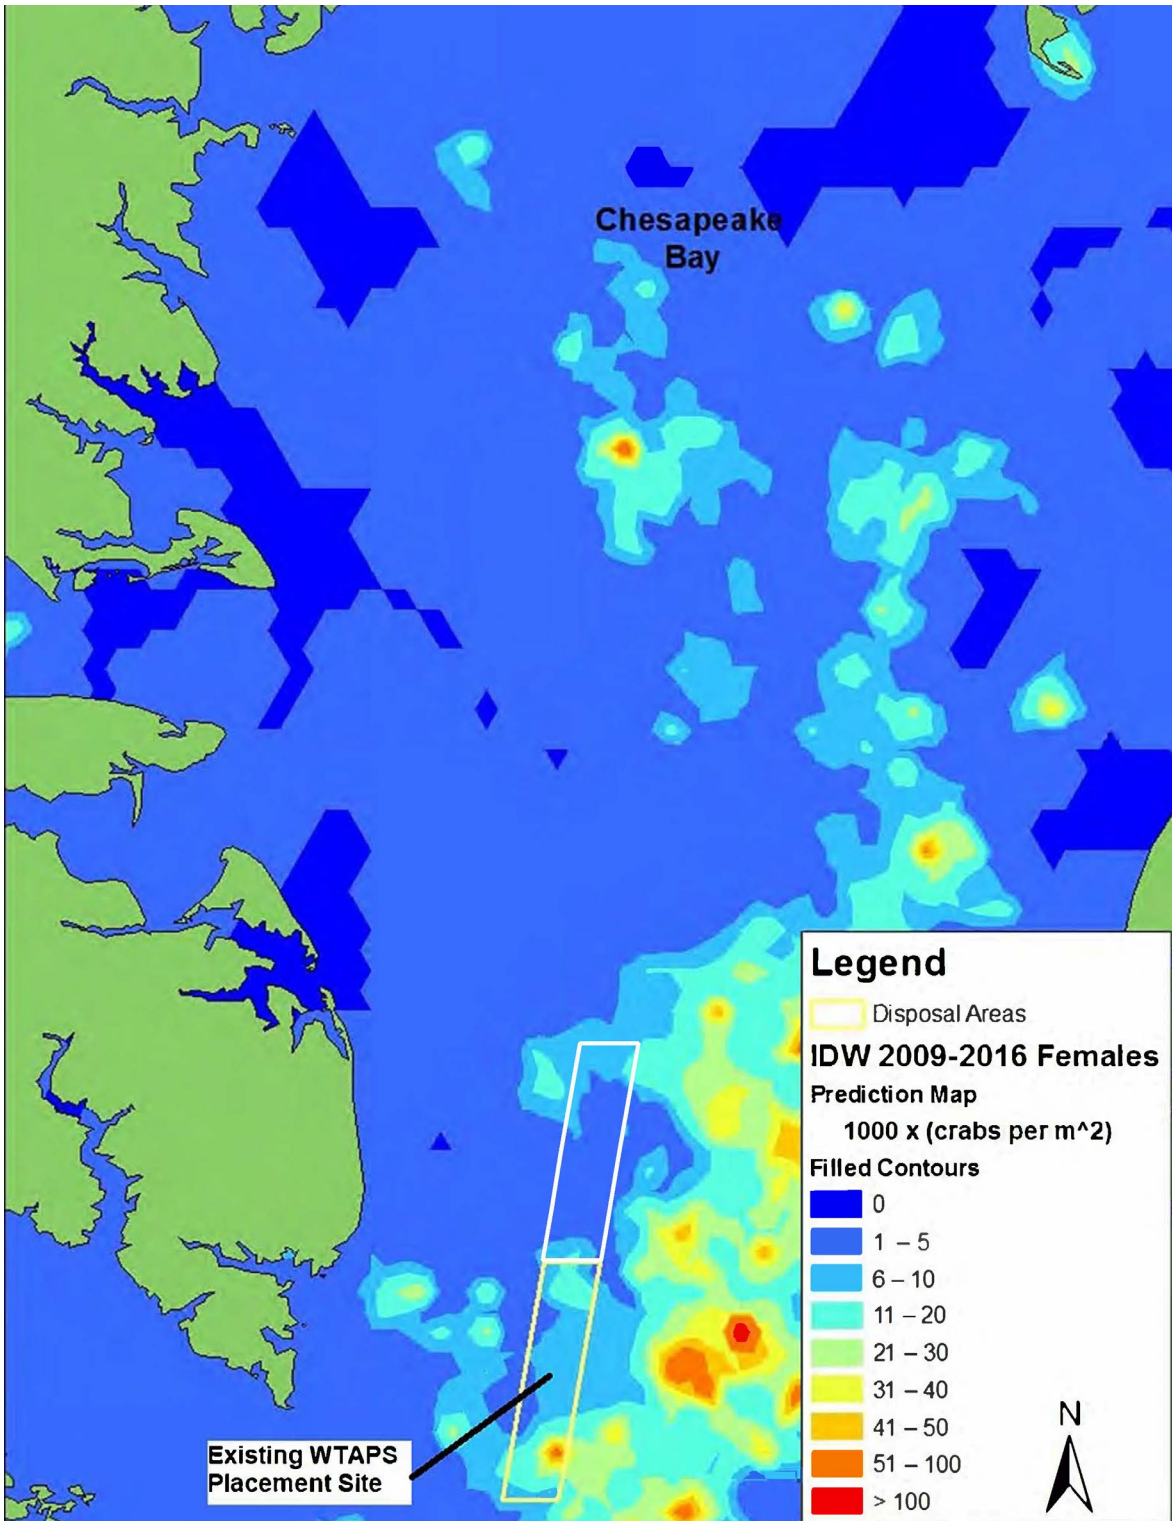 Chesapeake
Bay
Legend
Disposal Areas
IDW 2009-2016 Females
Prediction Map
1000 x (crabs per m^2)
Filled Contours
0
1 – 5
6 – 10
11 – 20
21 – 30
31 – 40
41 – 50
51 – 100
> 100
N
Existing WTAPS
Placement Site